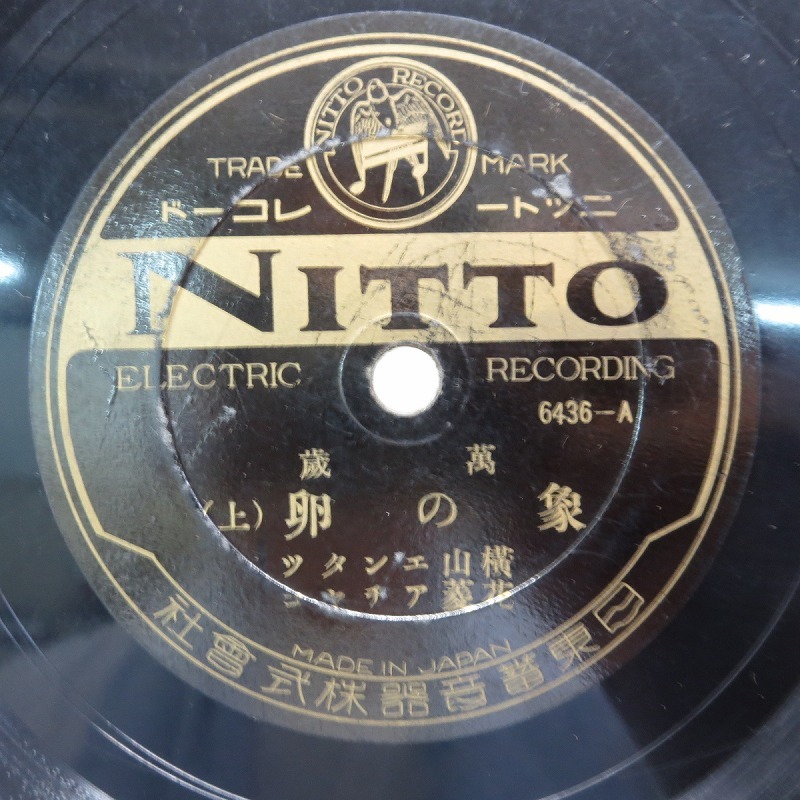 NITTO RECORD
TRADE MARK
ニットーレコード
NITTO
ELECTRIC RECORDING
6436-A
萬歲
象の卵(上)
横山エンタツ
花菱アチヤコ
MADE IN JAPAN
日東蓄音器株式會社